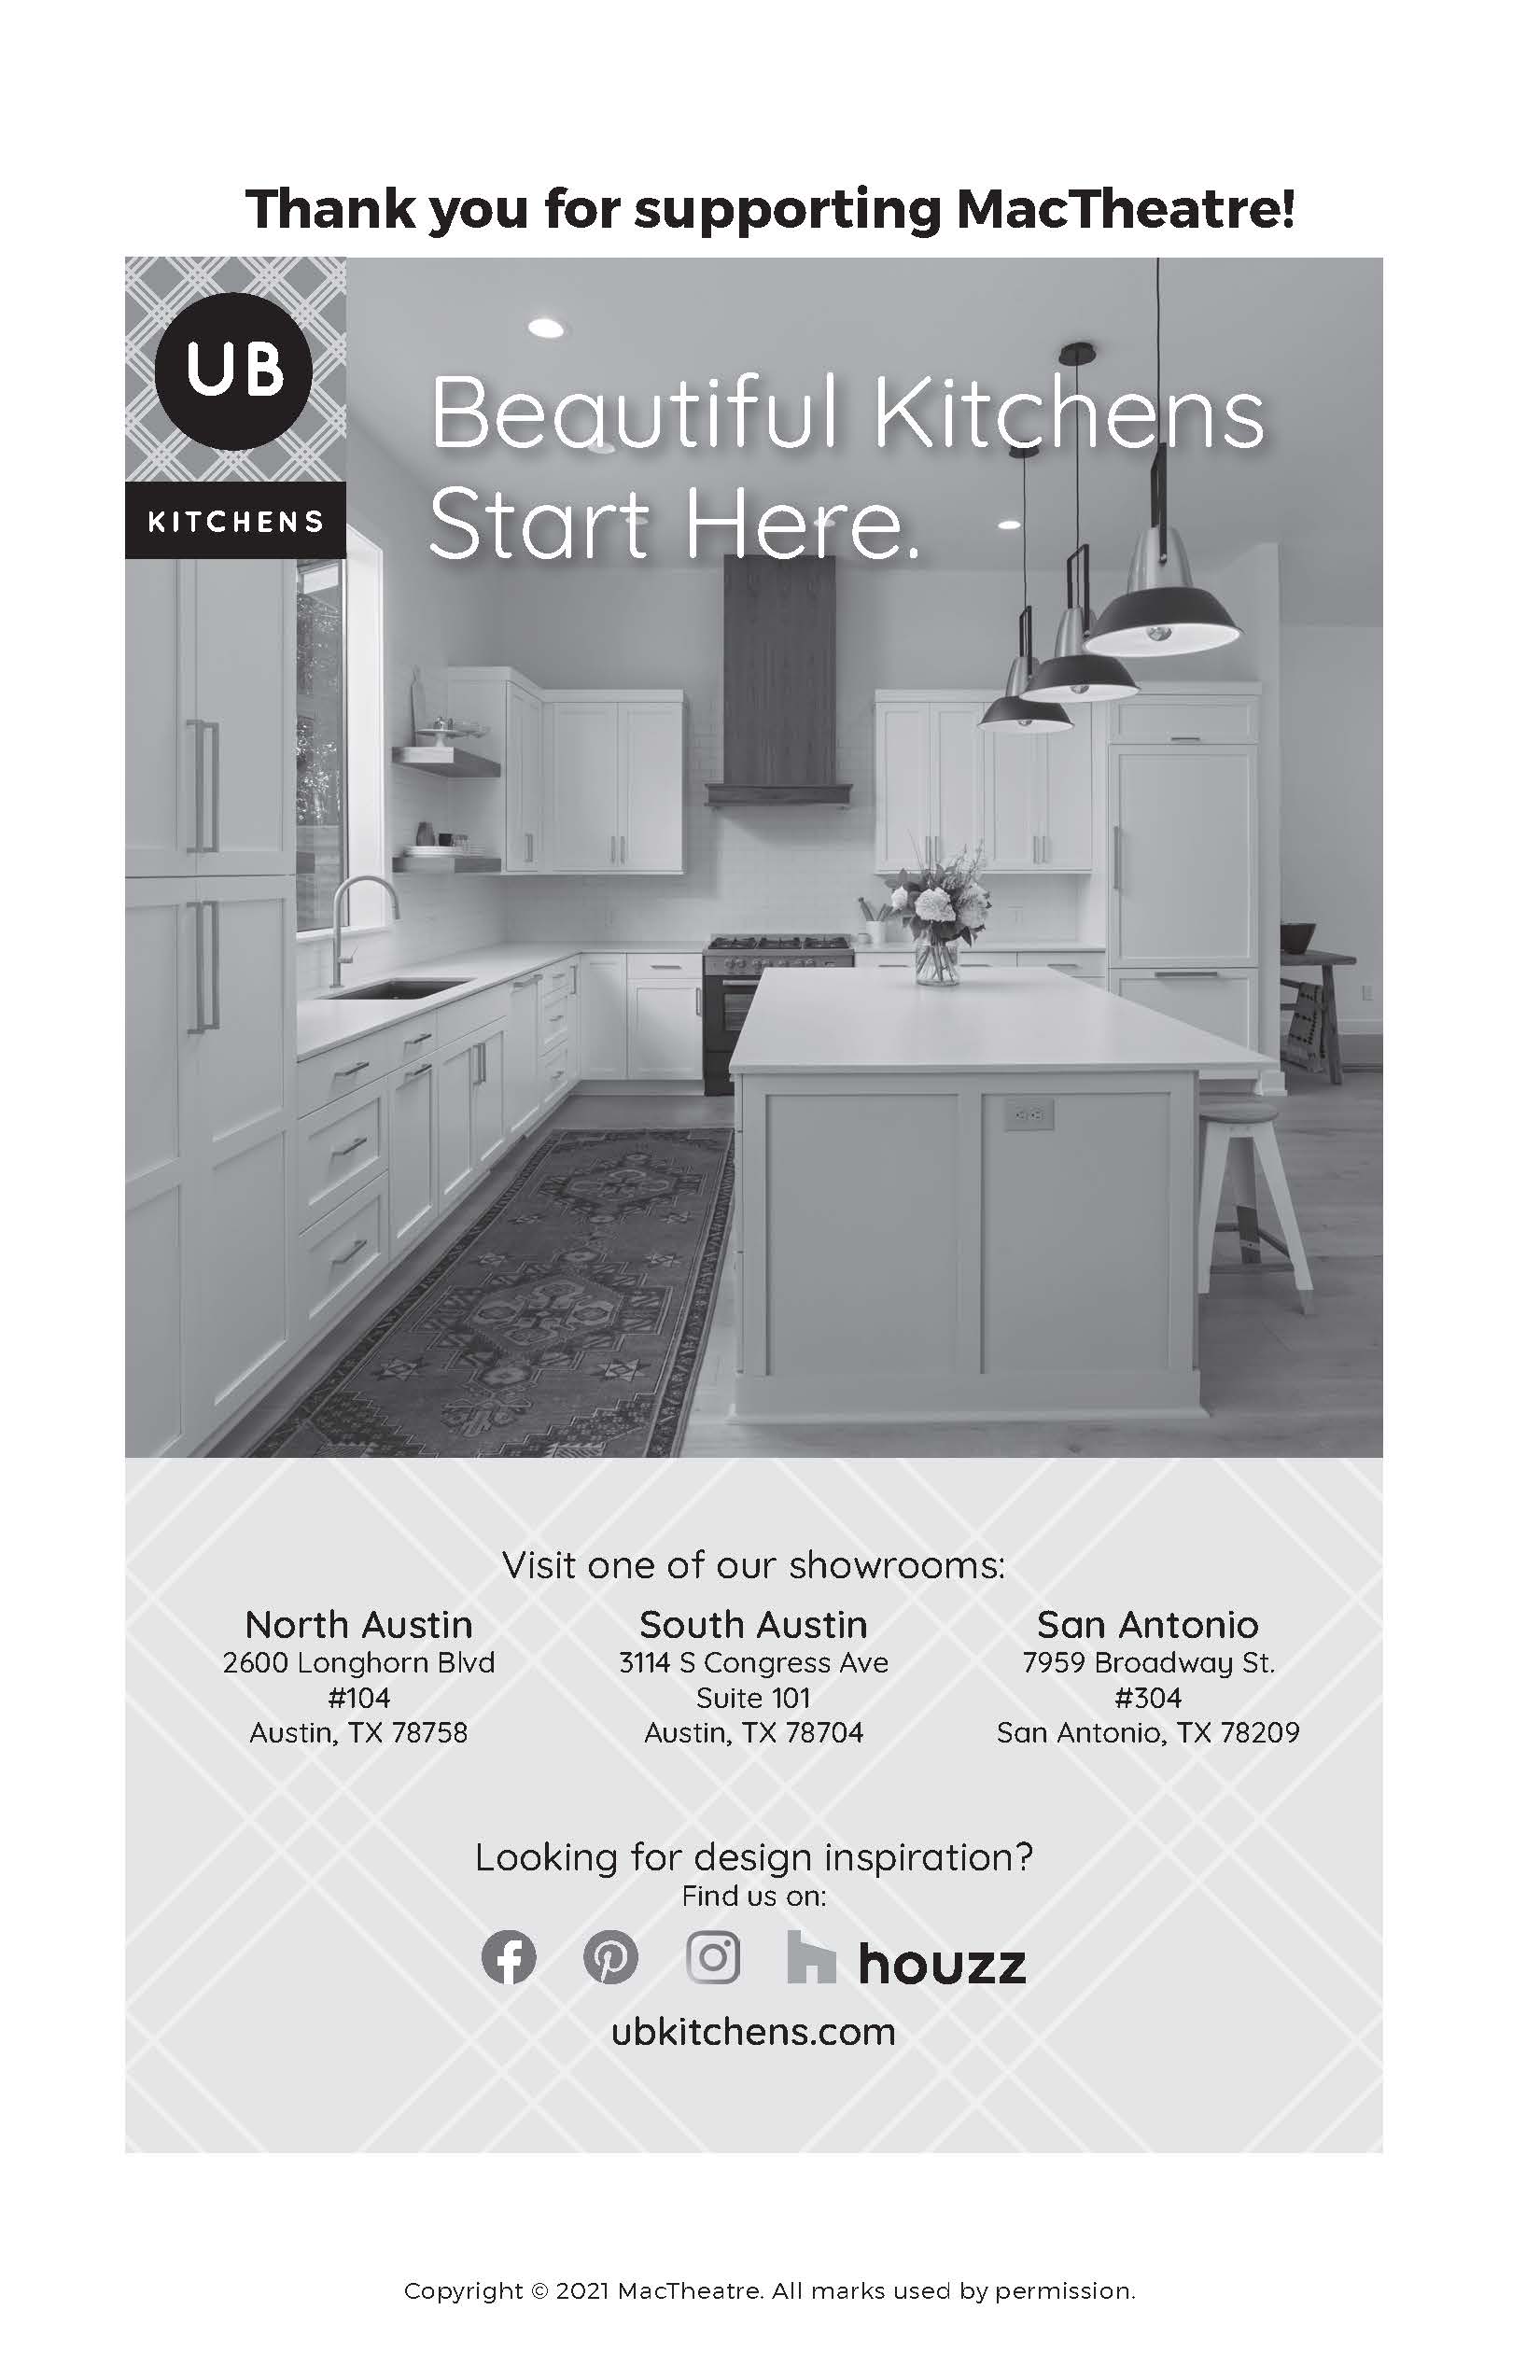 Thank you for supporting MacTheatre!
UB
KITCHENS
Beautiful Kitchens
Start Here.
Visit one of our showrooms:
North Austin
2600 Longhorn Blvd
#104
Austin, TX 78758
South Austin
3114 S Congress Ave
Suite 101
Austin, TX 78704
San Antonio
7959 Broadway St.
#304
San Antonio, TX 78209
Looking for design inspiration?
Find us on:
houzz
ubkitchens.com
Copyright © 2021 MacTheatre. All marks used by permission.